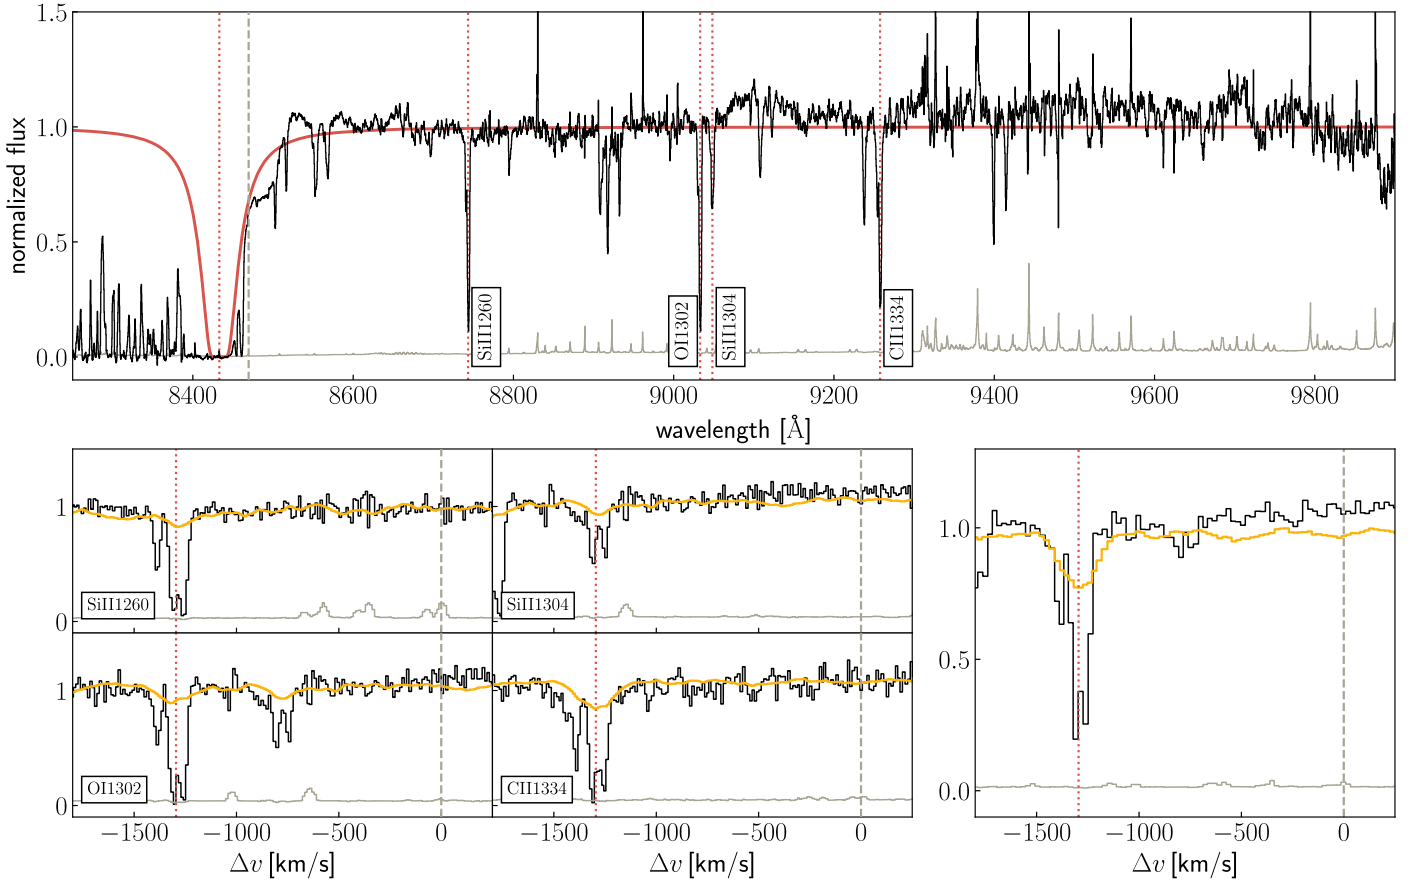 1.5
1.0
0.5
0.0
normalized flux
SiII1260
OI1302
SiII1304
CII1334
8400 8600 8800 9000 9200 9400 9600 9800
wavelength [Å]
1
0
SiII1260
SiII1304
1
0
OI1302
CII1334
−1500 −1000 −500 0
−1500 −1000 −500 0
Δv [km/s]
Δv [km/s]
1.0
0.5
0.0
−1500 −1000 −500 0
Δv [km/s]